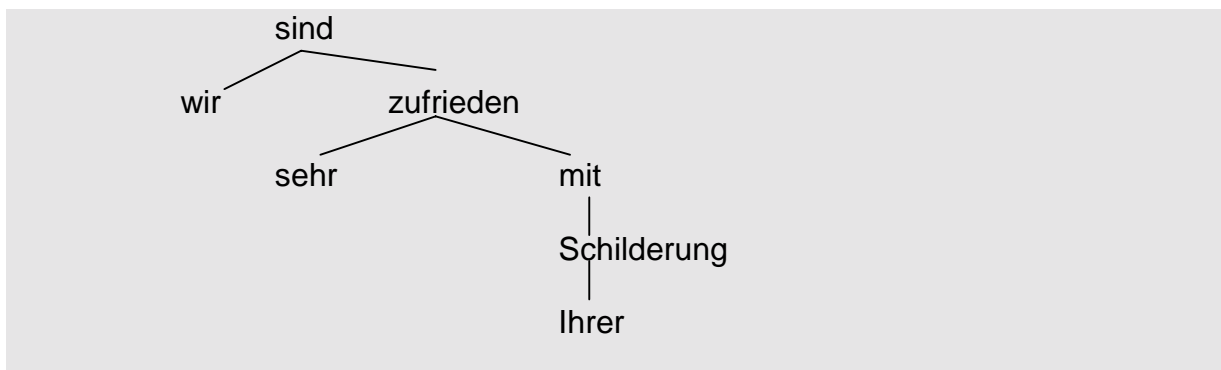 sind
wir zufrieden
sehr mit
Schilderung
Ihrer